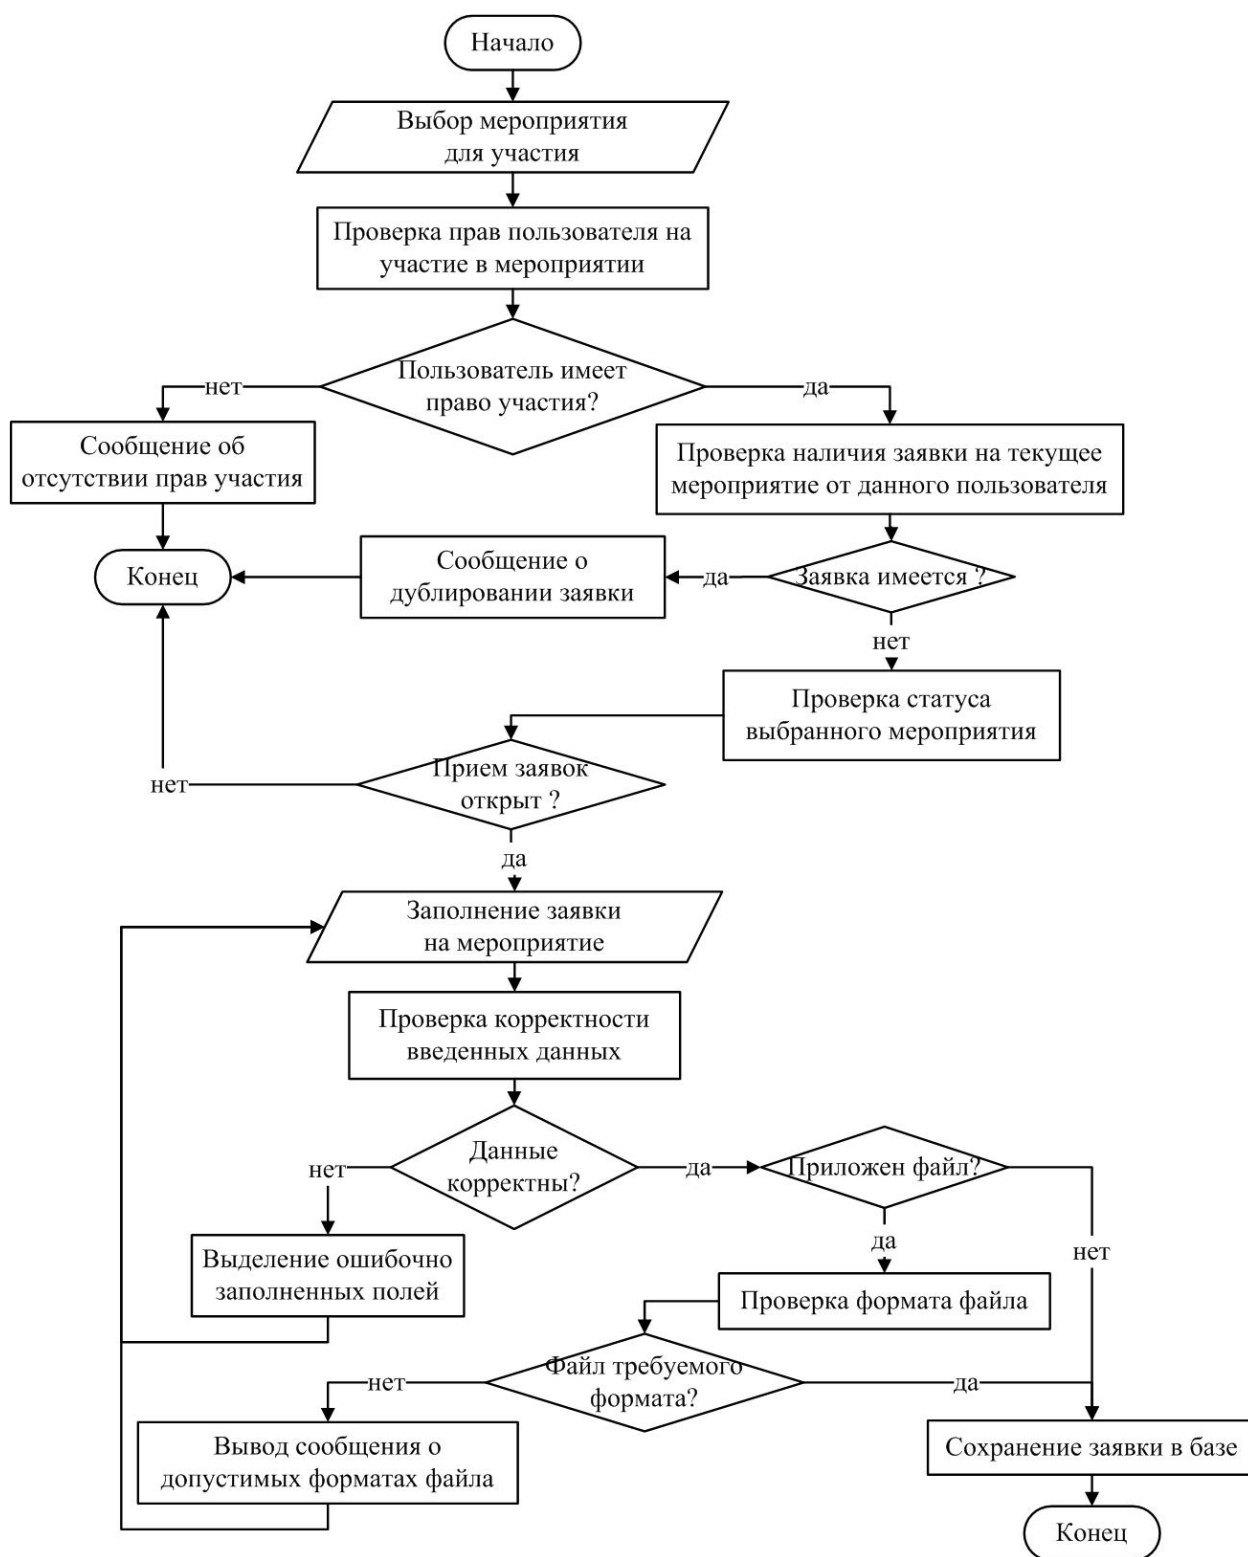 Начало
Выбор мероприятия
для участия
Проверка прав пользователя на
участие в мероприятии
Пользователь имеет
право участия?
нет
да
Сообщение об
отсутствии прав участия
Проверка наличия заявки на текущее
мероприятие от данного пользователя
Конец
Сообщение о
дублировании заявки
да
Заявка имеется ?
нет
Проверка статуса
выбранного мероприятия
Прием заявок
открыт ?
нет
да
Заполнение заявки
на мероприятие
Проверка корректности
введенных данных
Данные
корректны?
нет
да
Приложен файл?
да
нет
Выделение ошибочно
заполненных полей
Проверка формата файла
Файл требуемого
формата?
нет
да
Вывод сообщения о
допустимых форматах файла
Сохранение заявки в базе
Конец